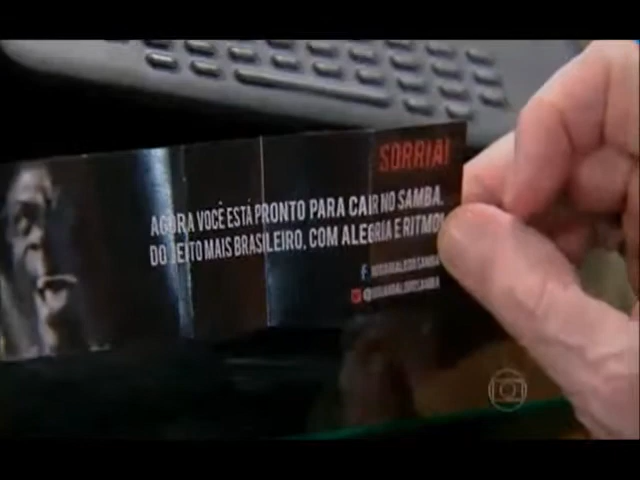 SORRIA!
AGORA VOCÊ ESTÁ PRONTO PARA CAIR NO SAMBA.
DO JEITO MAIS BRASILEIRO, COM ALEGRIA E RITMO!